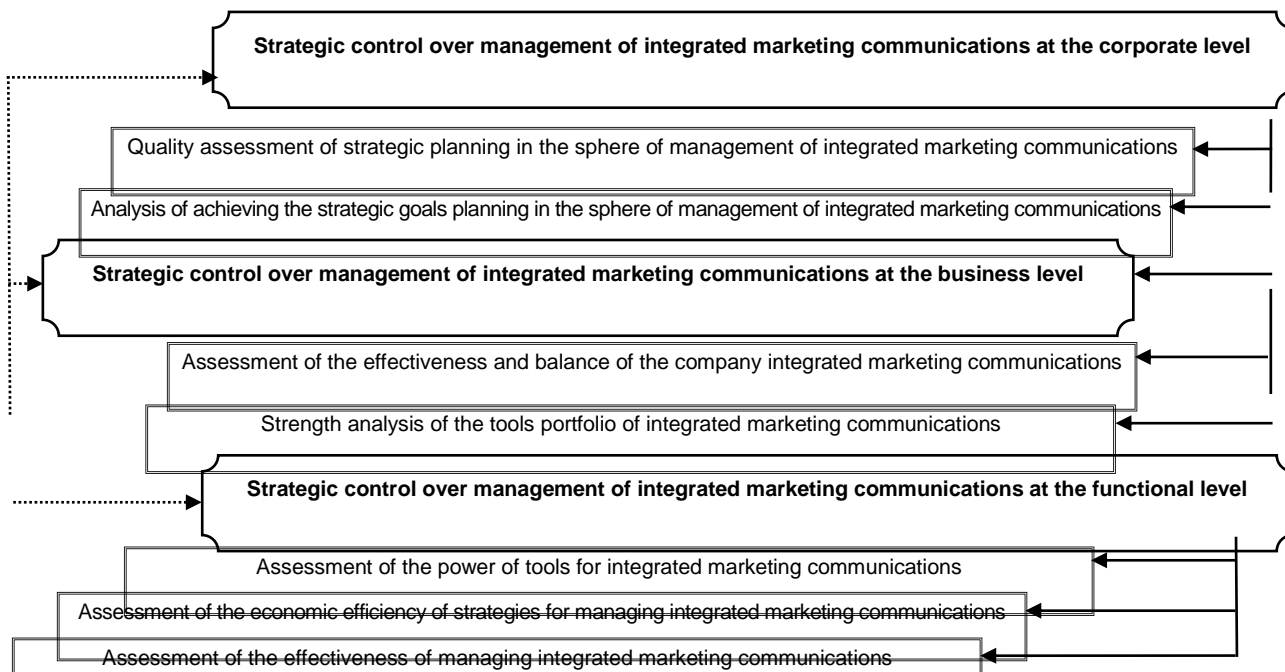 Strategic control over management of integrated marketing communications at the corporate level
Quality assessment of strategic planning in the sphere of management of integrated marketing communications
Analysis of achieving the strategic goals planning in the sphere of management of integrated marketing communications
Strategic control over management of integrated marketing communications at the business level
Assessment of the effectiveness and balance of the company integrated marketing communications
Strength analysis of the tools portfolio of integrated marketing communications
Strategic control over management of integrated marketing communications at the functional level
Assessment of the power of tools for integrated marketing communications
Assessment of the economic efficiency of strategies for managing integrated marketing communications
Assessment of the effectiveness of managing integrated marketing communications